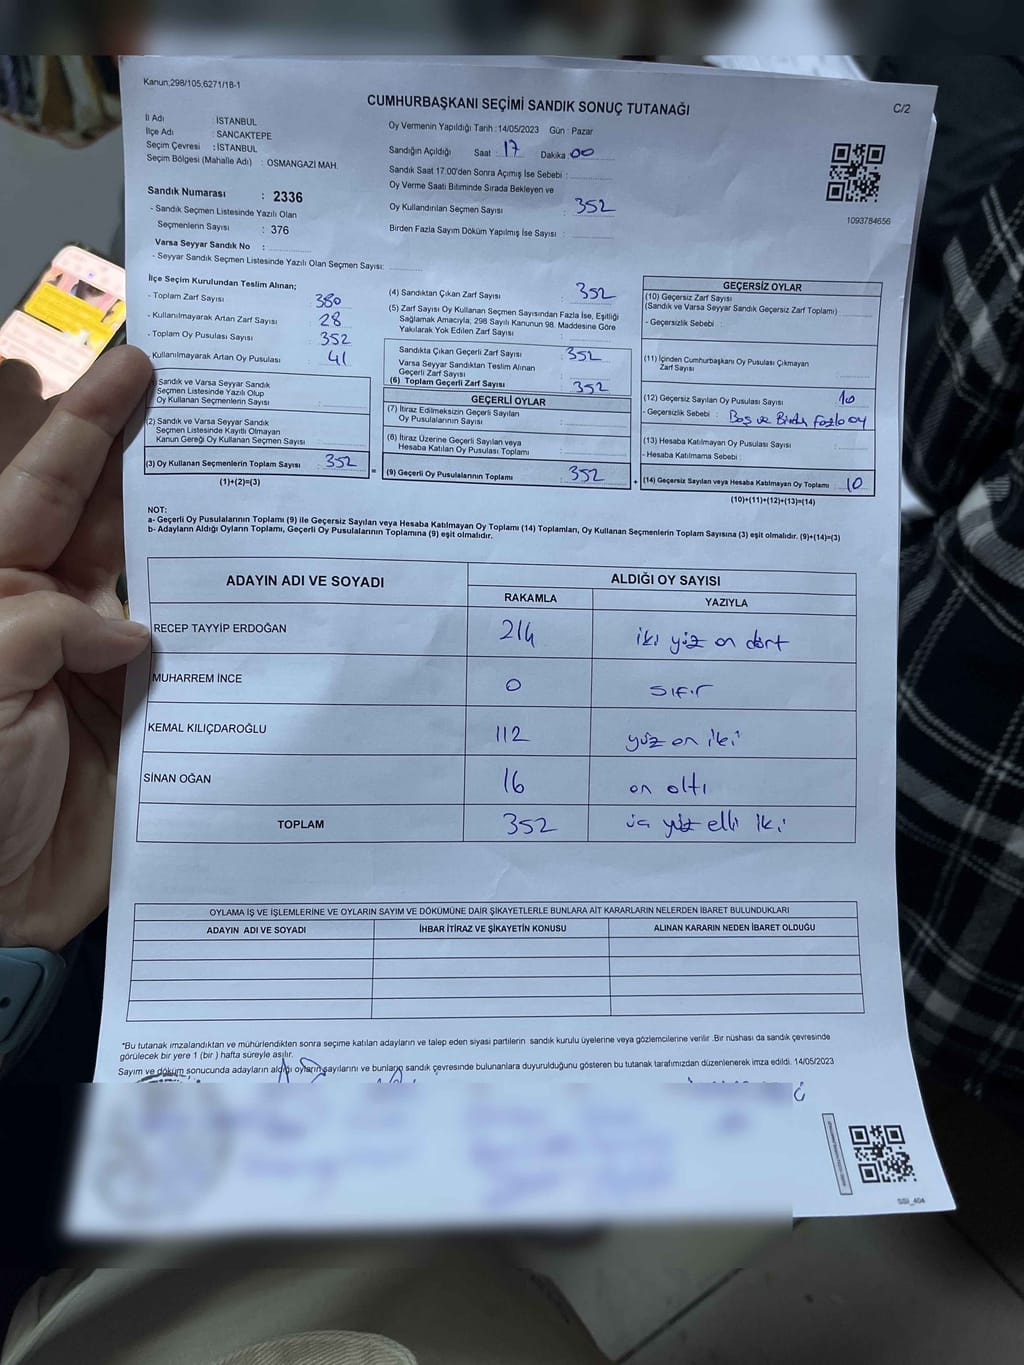 Kanun;298/105,6271/18-1
CUMHURBAŞKANI SEÇİMİ SANDIK SONUÇ TUTANAĞI
C/2
İl Adı : İSTANBUL
İlçe Adı : SANCAKTEPE
Seçim Çevresi : İSTANBUL
Seçim Bölgesi (Mahalle Adı) : OSMANGAZİ MAH.
Sandık Numarası : 2336
- Sandık Seçmen Listesinde Yazılı Olan
Seçmenlerin Sayısı : 376
Varsa Seyyar Sandık No :
- Seyyar Sandık Seçmen Listesinde Yazılı Olan Seçmen Sayısı:
Oy Vermenin Yapıldığı Tarih :14/05/2023 Gün : Pazar
Sandığın Açıldığı Saat : 17 Dakika : 00
Sandık Saat 17:00'den Sonra Açımış İse Sebebi :
Oy Verme Saati Bitiminde Sırada Bekleyen ve
Oy Kullandırılan Seçmen Sayısı : 352
Birden Fazla Sayım Döküm Yapılmış İse Sayısı :
1093784656
İlçe Seçim Kurulundan Teslim Alınan;
- Toplam Zarf Sayısı : 380
- Kullanılmayarak Artan Zarf Sayısı : 28
- Toplam Oy Pusulası Sayısı : 352
- Kullanılmayarak Artan Oy Pusulası : 41
Sandık ve Varsa Seyyar Sandık
Seçmen Listesinde Yazılı Olup
Oy Kullanan Seçmenlerin Sayısı :
(2) Sandık ve Varsa Seyyar Sandık
Seçmen Listesinde Kayıtlı Olmayan
Kanun Gereği Oy Kullanan Seçmen Sayısı :
(3) Oy Kullanan Seçmenlerin Toplam Sayısı : 352
(1)+(2)=(3)
(4) Sandıktan Çıkan Zarf Sayısı : 352
(5) Zarf Sayısı Oy Kullanan Seçmen Sayısından Fazla İse, Eşitliği
Sağlamak Amacıyla, 298 Sayılı Kanunun 98. Maddesine Göre
Yakılarak Yok Edilen Zarf Sayısı :
Sandıkta Çıkan Geçerli Zarf Sayısı : 352
Varsa Seyyar Sandıktan Teslim Alınan
Geçerli Zarf Sayısı :
(6) Toplam Geçerli Zarf Sayısı : 352
GEÇERLİ OYLAR
(7) İtiraz Edilmeksizin Geçerli Sayılan
Oy Pusulalarının Sayısı :
(8) İtiraz Üzerine Geçerli Sayılan veya
Hesaba Katılan Oy Pusulası Toplamı :
= (9) Geçerli Oy Pusulalarının Toplamı : 352 +
GEÇERSİZ OYLAR
(10) Geçersiz Zarf Sayısı
(Sandık ve Varsa Seyyar Sandık Geçersiz Zarf Toplamı) :
- Geçersizlik Sebebi :
(11) İçinden Cumhurbaşkanı Oy Pusulası Çıkmayan
Zarf Sayısı :
(12) Geçersiz Sayılan Oy Pusulası Sayısı : 10
- Geçersizlik Sebebi : Boş ve Birden fazla oy
(13) Hesaba Katılmayan Oy Pusulası Sayısı :
- Hesaba Katılmama Sebebi :
(14) Geçersiz Sayılan veya Hesaba Katılmayan Oy Toplamı : 10
(10)+(11)+(12)+(13)=(14)
NOT:
a- Geçerli Oy Pusulalarının Toplamı (9) ile Geçersiz Sayılan veya Hesaba Katılmayan Oy Toplamı (14) Toplamları, Oy Kullanan Seçmenlerin Toplam Sayısına (3) eşit olmalıdır. (9)+(14)=(3)
b- Adayların Aldığı Oyların Toplamı, Geçerli Oy Pusulalarının Toplamına (9) eşit olmalıdır.
ADAYIN ADI VE SOYADI ALDIĞI OY SAYISI
RAKAMLA YAZIYLA
RECEP TAYYİP ERDOĞAN 214 iki yüz on dört
MUHARREM İNCE 0 sıfır
KEMAL KILIÇDAROĞLU 112 yüz on iki
SİNAN OĞAN 16 on altı
TOPLAM 352 üç yüz elli iki
OYLAMA İŞ VE İŞLEMLERİNE VE OYLARIN SAYIM VE DÖKÜMÜNE DAİR ŞİKAYETLERLE BUNLARA AİT KARARLARIN NELERDEN İBARET BULUNDUKLARI
ADAYIN ADI VE SOYADI İHBAR İTİRAZ VE ŞİKAYETİN KONUSU ALINAN KARARIN NEDEN İBARET OLDUĞU
*Bu tutanak imzalandıktan ve mühürlendikten sonra seçime katılan adayların ve talep eden siyasi partilerin sandık kurulu üyelerine veya gözlemcilerine verilir .Bir nüshası da sandık çevresinde
görülecek bir yere 1 (bir ) hafta süreyle asılır.
Sayım ve döküm sonucunda adayların aldığı oyların sayılarını ve bunların sandık çevresinde bulunanlara duyurulduğunu gösteren bu tutanak tarafımızdan düzenlenerek imza edildi. 14/05/2023
SSI_404